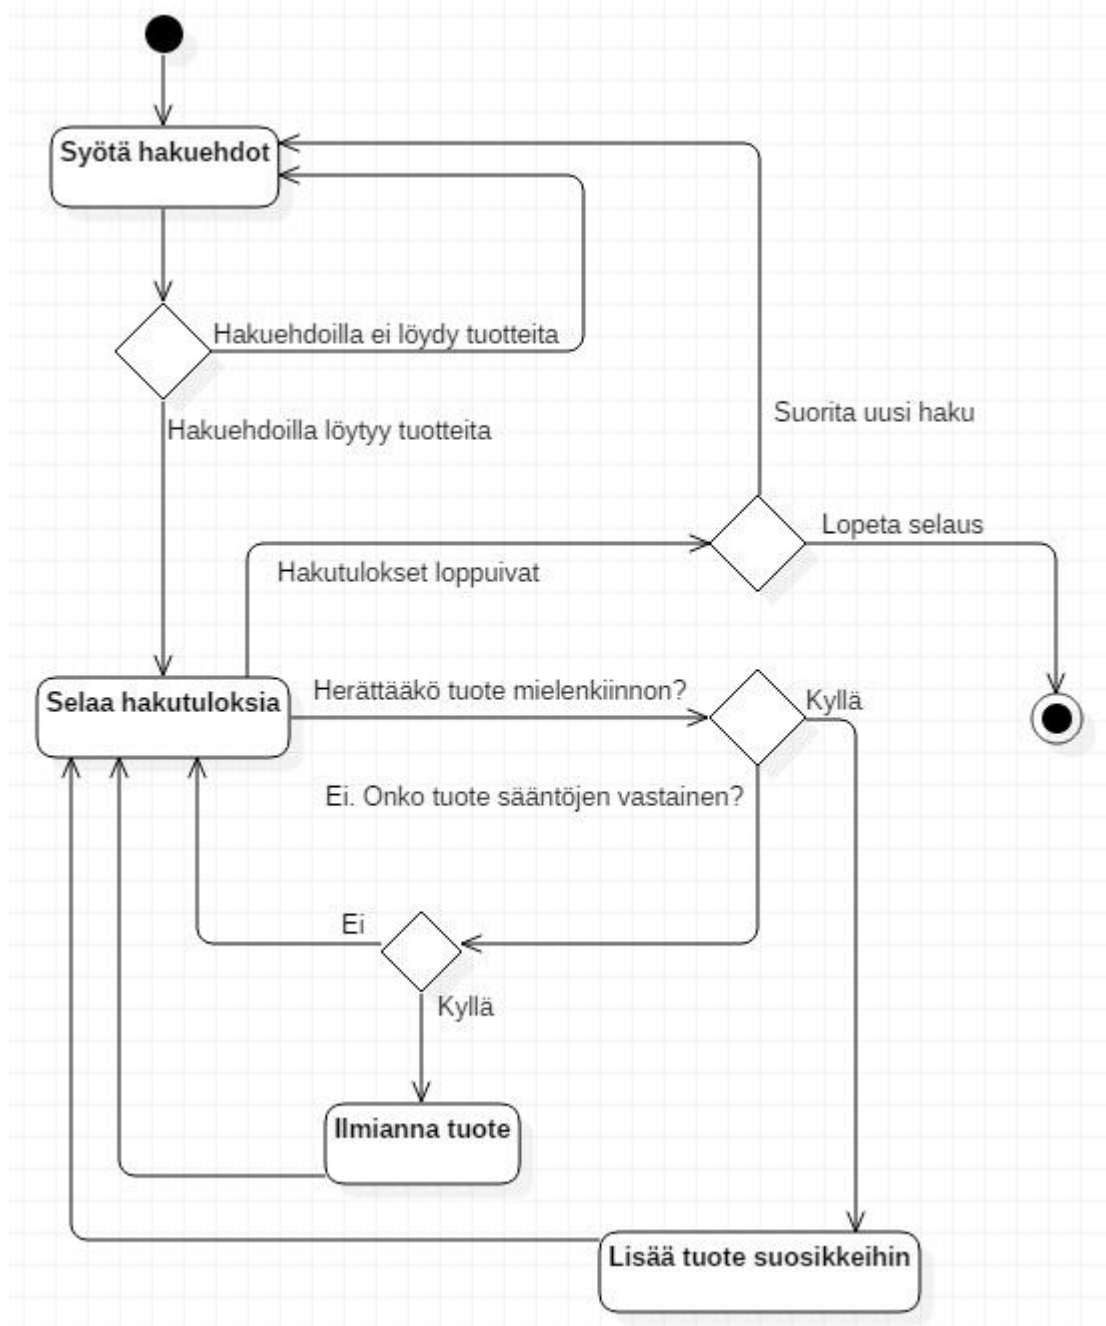 Syötä hakuehdot
Hakuehdoilla ei löydy tuotteita
Suorita uusi haku
Hakuehdoilla löytyy tuotteita
Lopeta selaus
Hakutulokset loppuivat
Selaa hakutuloksia
Herättääkö tuote mielenkiinnon?
Kyllä
Ei. Onko tuote sääntöjen vastainen?
Ei
Kyllä
Ilmianna tuote
Lisää tuote suosikkeihin